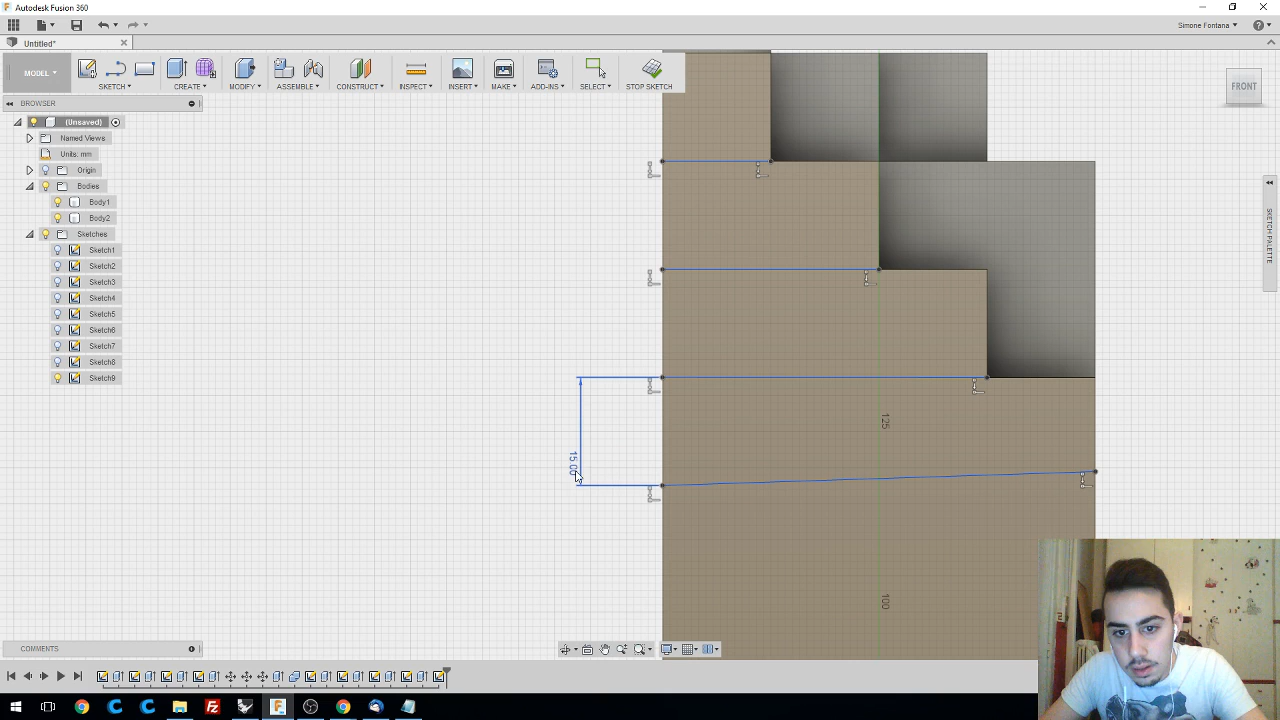 Autodesk Fusion 360
Simone Fontana
Untitled*
MODEL
SKETCH
CREATE
MODIFY
ASSEMBLE
CONSTRUCT
INSPECT
INSERT
MAKE
ADD-INS
SELECT
STOP SKETCH
FRONT
BROWSER
(Unsaved)
Named Views
Units: mm
Origin
Bodies
Body1
Body2
Sketches
Sketch1
Sketch2
Sketch3
Sketch4
Sketch5
Sketch6
Sketch7
Sketch8
Sketch9
SKETCH PALETTE
15.00
125
100
COMMENTS